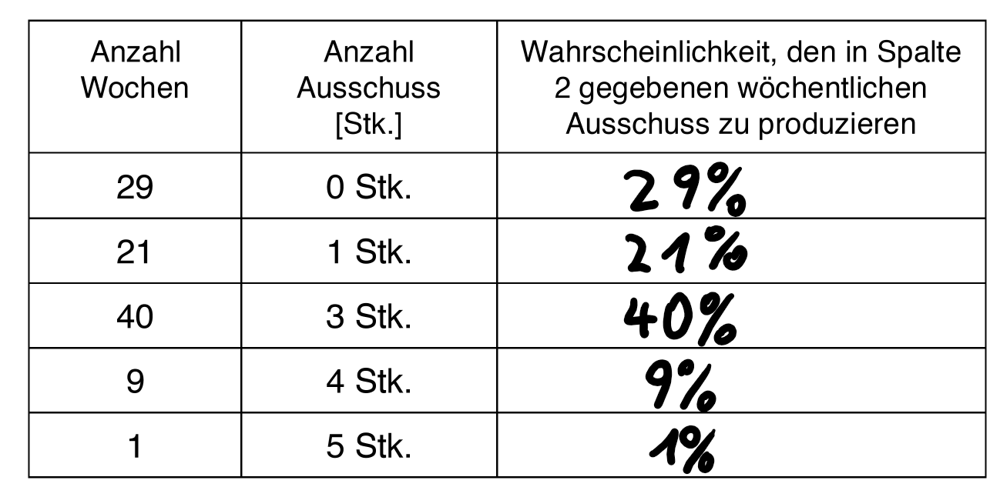 Anzahl Wochen | Anzahl Ausschuss [Stk.] | Wahrscheinlichkeit, den in Spalte 2 gegebenen wöchentlichen Ausschuss zu produzieren
29 | 0 Stk. | 29%
21 | 1 Stk. | 21%
40 | 3 Stk. | 40%
9 | 4 Stk. | 9%
1 | 5 Stk. | 1%